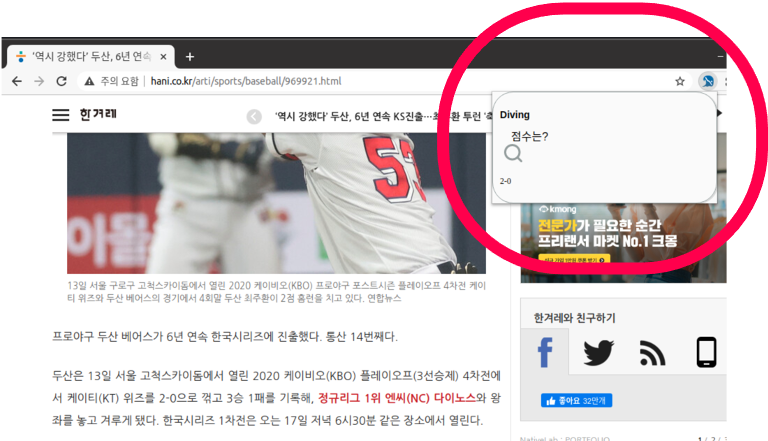 '역시 강했다' 두산, 6년 연속
주의 요함
hani.co.kr/arti/sports/baseball/969921.html
한겨레
'역시 강했다' 두산, 6년 연속 KS진출…최주환 투런 '축
Diving
점수는?
2-0
53
아몰
kmong
전문가가 필요한 순간
프리랜서 마켓 No.1 크몽
13일 서울 구로구 고척스카이돔에서 열린 2020 케이비오(KBO) 프로야구 포스트시즌 플레이오프 4차전 케이
티 위즈와 두산 베어스의 경기에서 4회말 두산 최주환이 2점 홈런을 치고 있다. 연합뉴스
한겨레와 친구하기
프로야구 두산 베어스가 6년 연속 한국시리즈에 진출했다. 통산 14번째다.
두산은 13일 서울 고척스카이돔에서 열린 2020 케이비오(KBO) 플레이오프(3선승제) 4차전에
서 케이티(KT) 위즈를 2-0으로 꺾고 3승 1패를 기록해, 정규리그 1위 엔씨(NC) 다이노스와 왕
좌를 놓고 겨루게 됐다. 한국시리즈 1차전은 오는 17일 저녁 6시30분 같은 장소에서 열린다.
좋아요 32만개